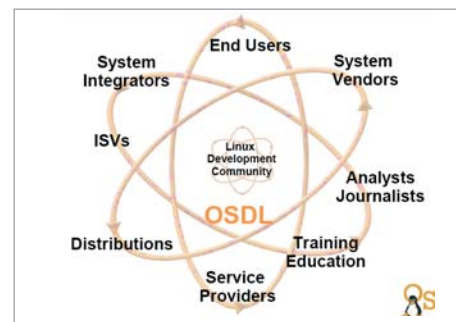 End Users
System
Integrators
System
Vendors
ISVs
Linux
Development
Community
Analysts
Journalists
OSDL
Distributions
Training
Education
Service
Providers
OS